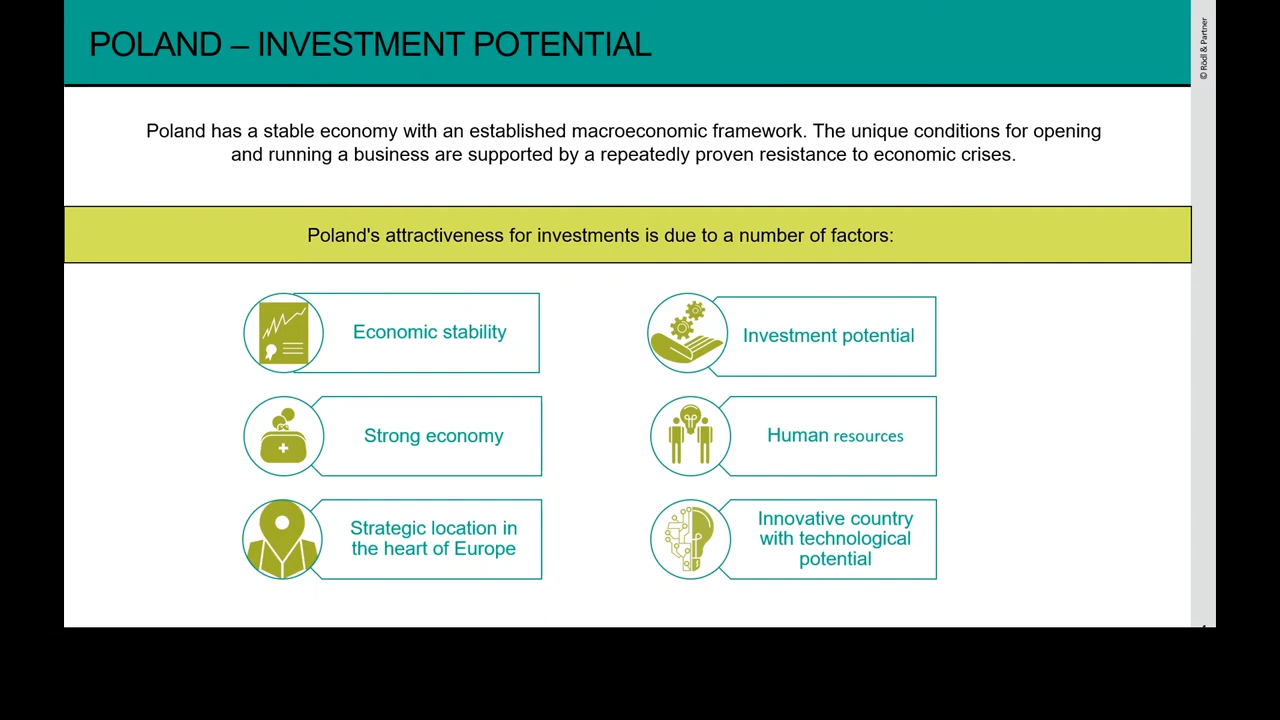 POLAND – INVESTMENT POTENTIAL
© Rödl & Partner
Poland has a stable economy with an established macroeconomic framework. The unique conditions for opening
and running a business are supported by a repeatedly proven resistance to economic crises.
Poland's attractiveness for investments is due to a number of factors:
Economic stability
Investment potential
Strong economy
Human resources
Strategic location in
the heart of Europe
Innovative country
with technological
potential